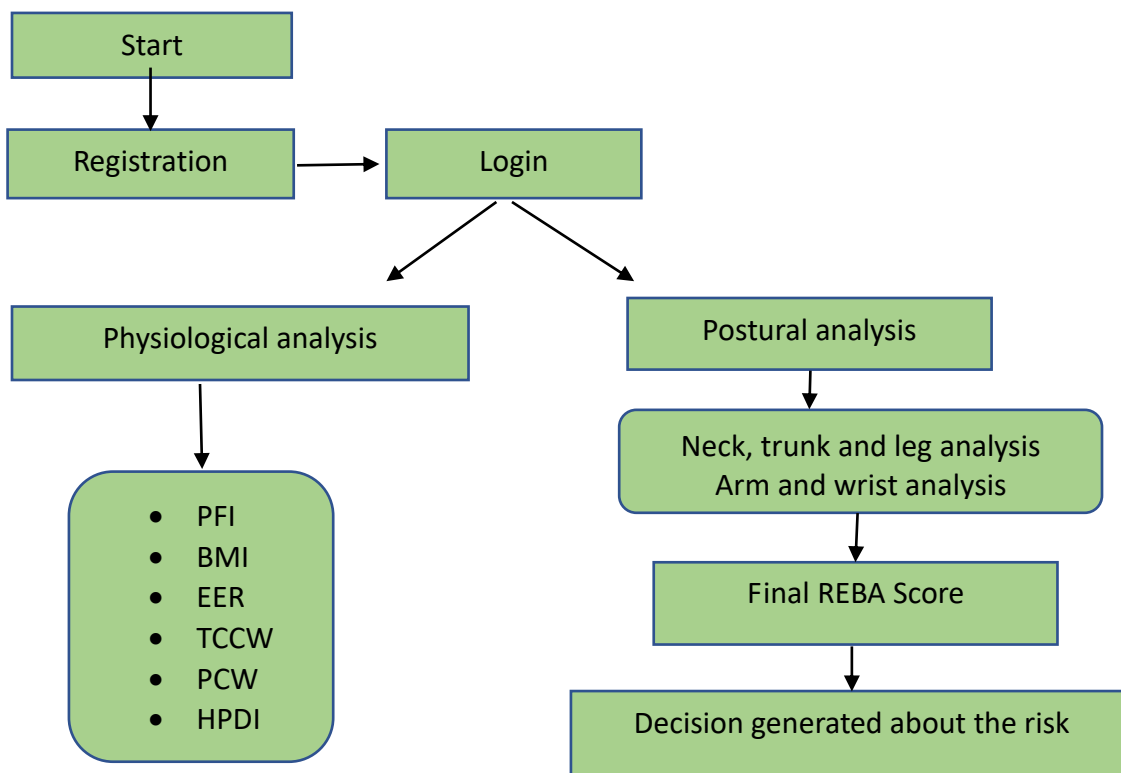 Start
Registration
Login
Physiological analysis
Postural analysis
Neck, trunk and leg analysis
Arm and wrist analysis
• PFI
• BMI
• EER
• TCCW
• PCW
• HPDI
Final REBA Score
Decision generated about the risk